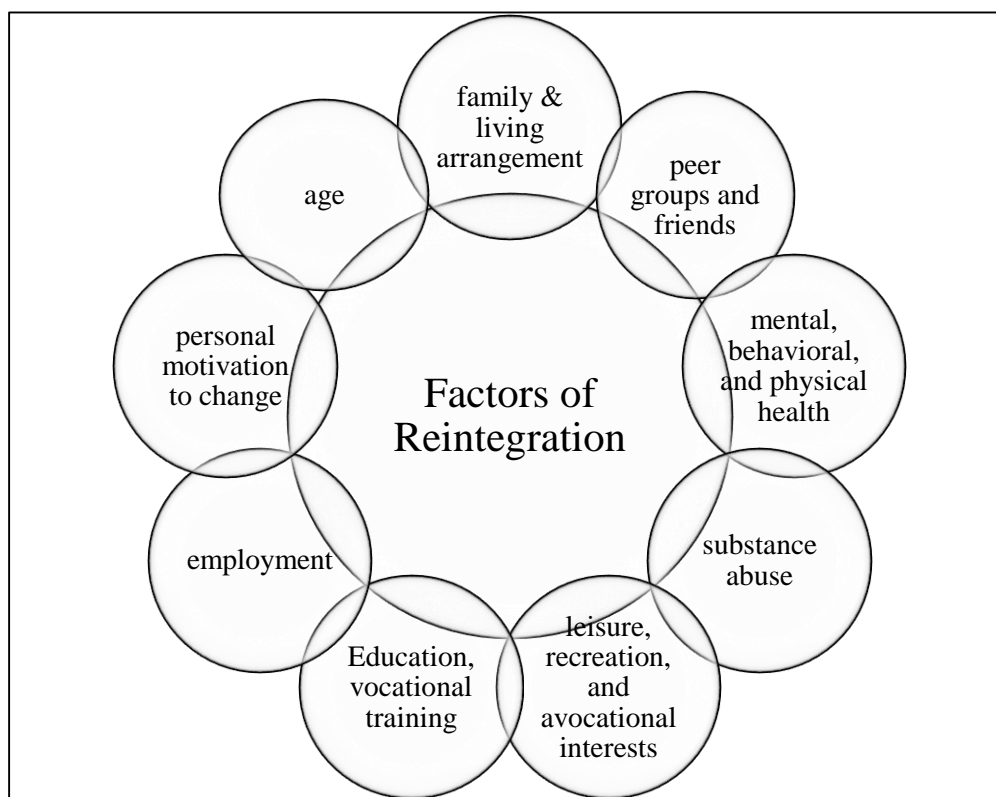 family &
living
arrangement
peer
groups and
friends
mental,
behavioral,
and physical
health
substance
abuse
leisure,
recreation,
and
avocational
interests
Education,
vocational
training
employment
personal
motivation
to change
age
Factors of
Reintegration